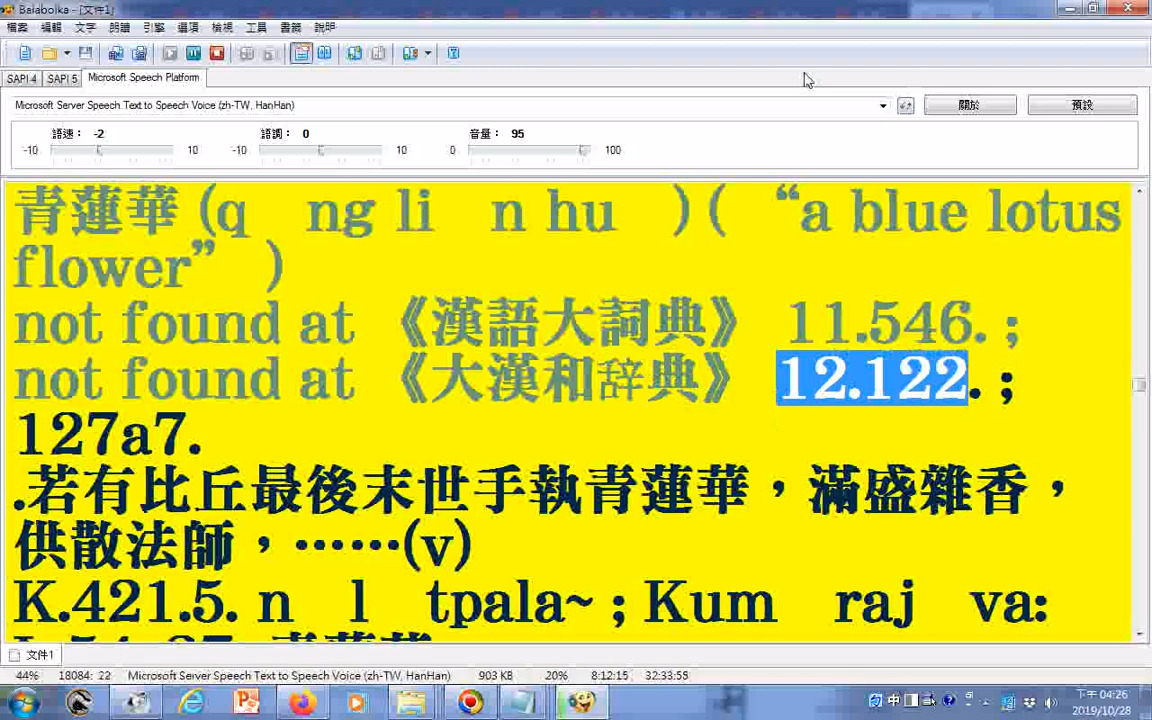 Balabolka - [文件1]
檔案 編輯 文字 朗讀 引擎 選項 檢視 工具 書籤 說明
SAPI 4 SAPI 5 Microsoft Speech Platform
Microsoft Server Speech Text to Speech Voice (zh-TW, HanHan) 關於 預設
語速： -2 語調： 0 音量： 95
-10 10 -10 10 0 100
青蓮華 (q ng li n hu ) ( “a blue lotus
flower” )
not found at 《漢語大詞典》 11.546. ;
not found at 《大漢和辞典》 12.122. ;
127a7.
.若有比丘最後末世手執青蓮華，滿盛雜香，
供散法師，……(v)
K.421.5. n l tpala~ ; Kum raj va:
文件1
44% 18084: 22 Microsoft Server Speech Text to Speech Voice (zh-TW, HanHan) 903 KB 20% 8:12:15 33:33:55
中 下午 04:26
2019/10/28